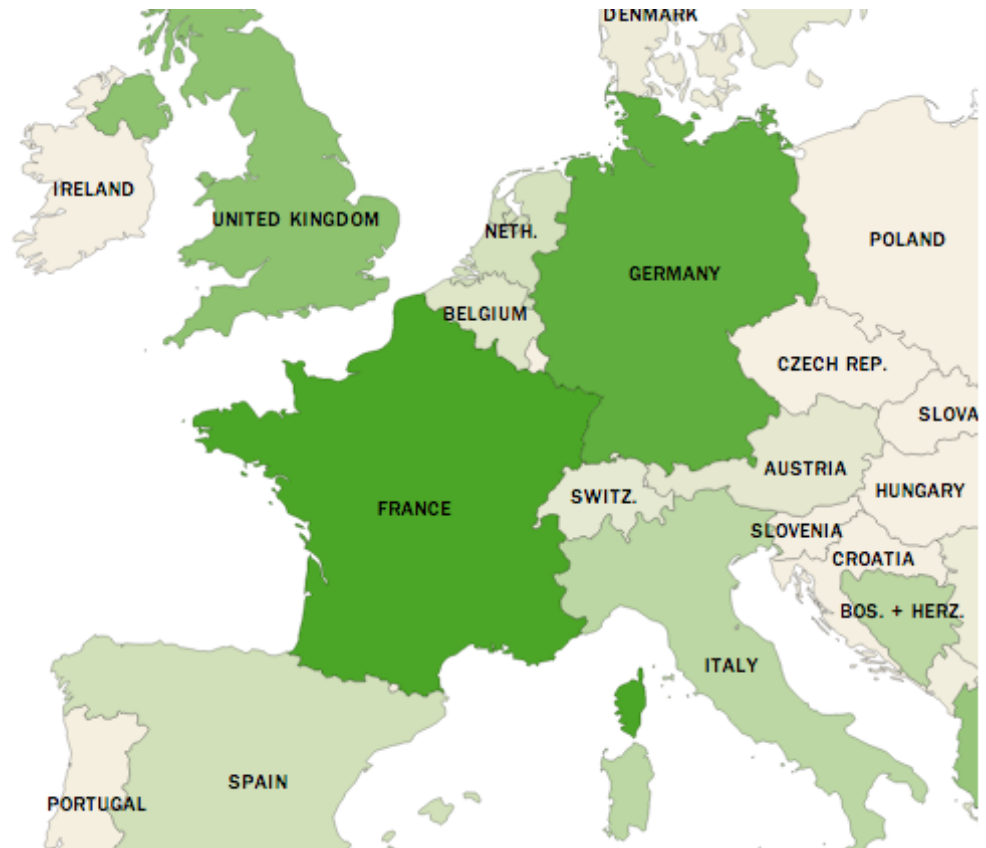 DENMARK
IRELAND
UNITED KINGDOM
NETH.
POLAND
GERMANY
BELGIUM
CZECH REP.
SLOVA
AUSTRIA
HUNGARY
SWITZ.
FRANCE
SLOVENIA
CROATIA
BOS. + HERZ.
ITALY
SPAIN
PORTUGAL